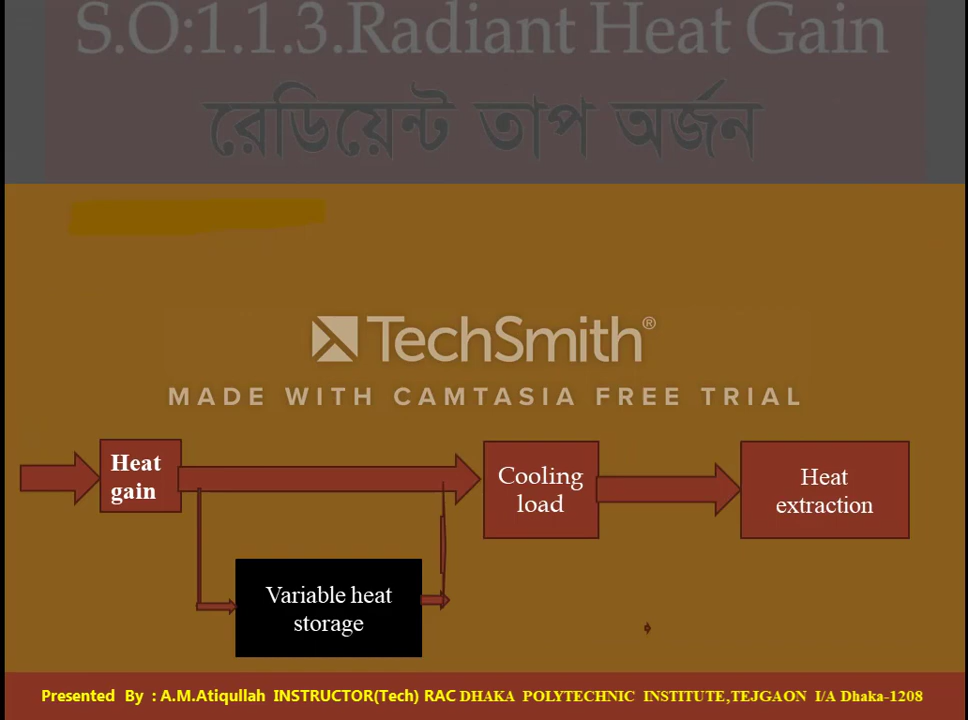 S.O:1.1.3.Radiant Heat Gain
রেডিয়েন্ট তাপ অর্জন
TechSmith®
MADE WITH CAMTASIA FREE TRIAL
Heat
gain
Cooling
load
Heat
extraction
Variable heat
storage
Presented By : A.M.Atiqullah INSTRUCTOR(Tech) RAC DHAKA POLYTECHNIC INSTITUTE,TEJGAON I/A Dhaka-1208